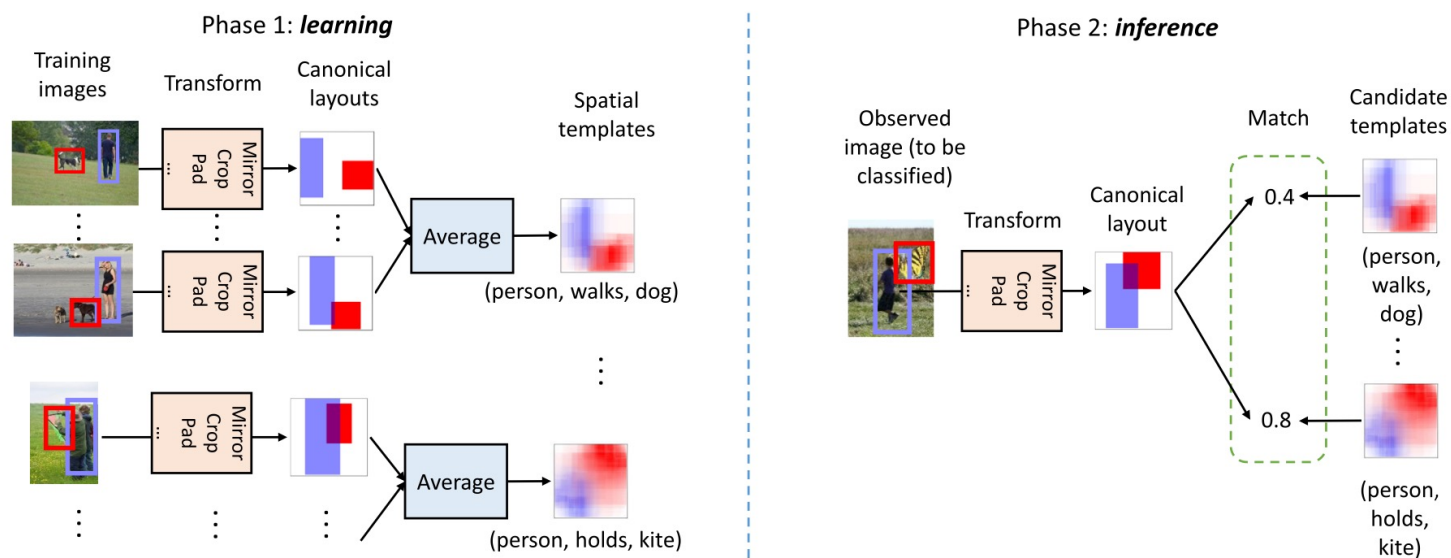 Phase 1: learning
Training
images
Transform
Canonical
layouts
Spatial
templates
Mirror
Crop
Pad
...
Mirror
Crop
Pad
...
Average
(person, walks, dog)
Mirror
Crop
Pad
...
Average
(person, holds, kite)
Phase 2: inference
Observed
image (to be
classified)
Transform
Canonical
layout
Match
Candidate
templates
Mirror
Crop
Pad
...
0.4
(person,
walks,
dog)
0.8
(person,
holds,
kite)